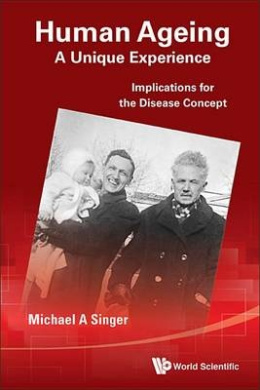 Human Ageing
A Unique Experience
Implications for
the Disease Concept
Michael A Singer
World Scientific